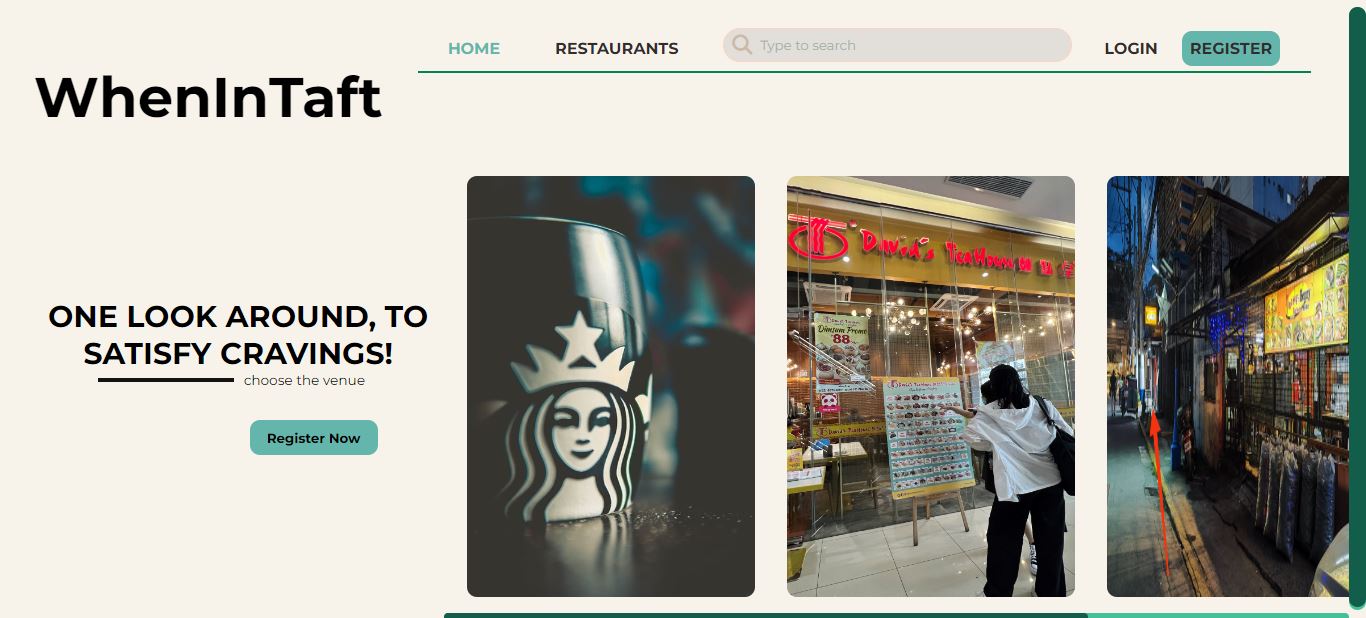 HOME RESTAURANTS Type to search LOGIN REGISTER
WhenInTaft
ONE LOOK AROUND, TO
SATISFY CRAVINGS!
choose the venue
Register Now
David's TeaHouse
Dimsum Promo
88